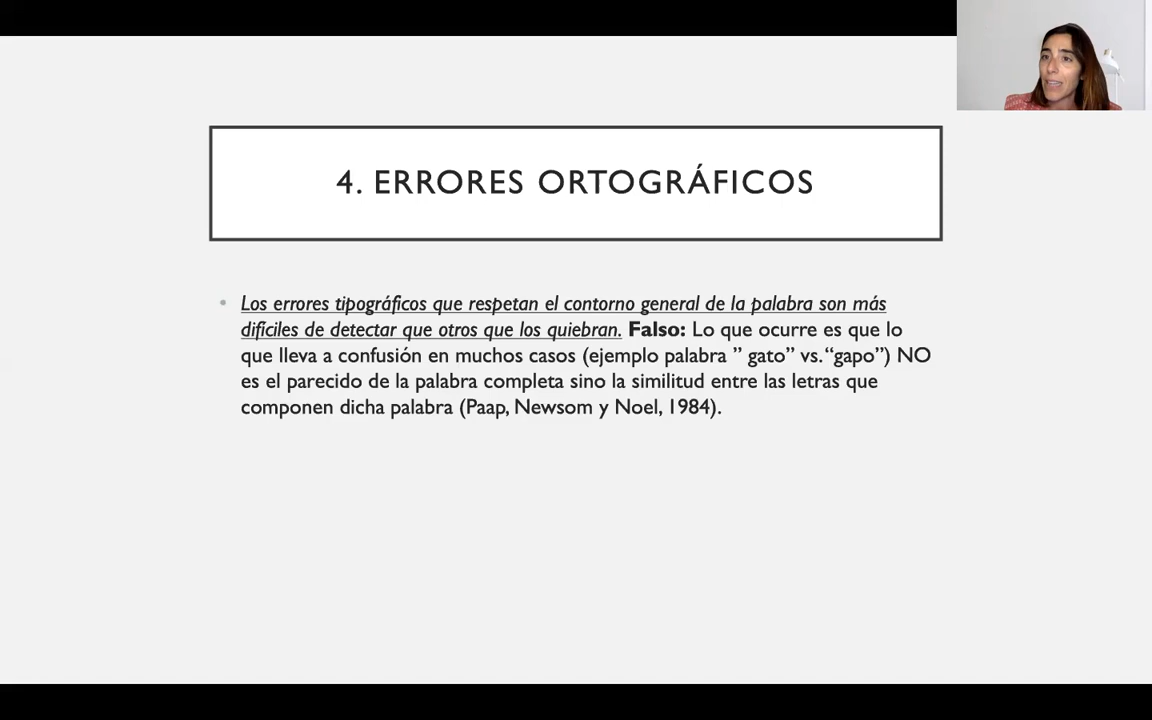 4. ERRORES ORTOGRÁFICOS
• Los errores tipográficos que respetan el contorno general de la palabra son más
difíciles de detectar que otros que los quiebran. Falso: Lo que ocurre es que lo
que lleva a confusión en muchos casos (ejemplo palabra ” gato” vs.“gapo”) NO
es el parecido de la palabra completa sino la similitud entre las letras que
componen dicha palabra (Paap, Newsom y Noel, 1984).